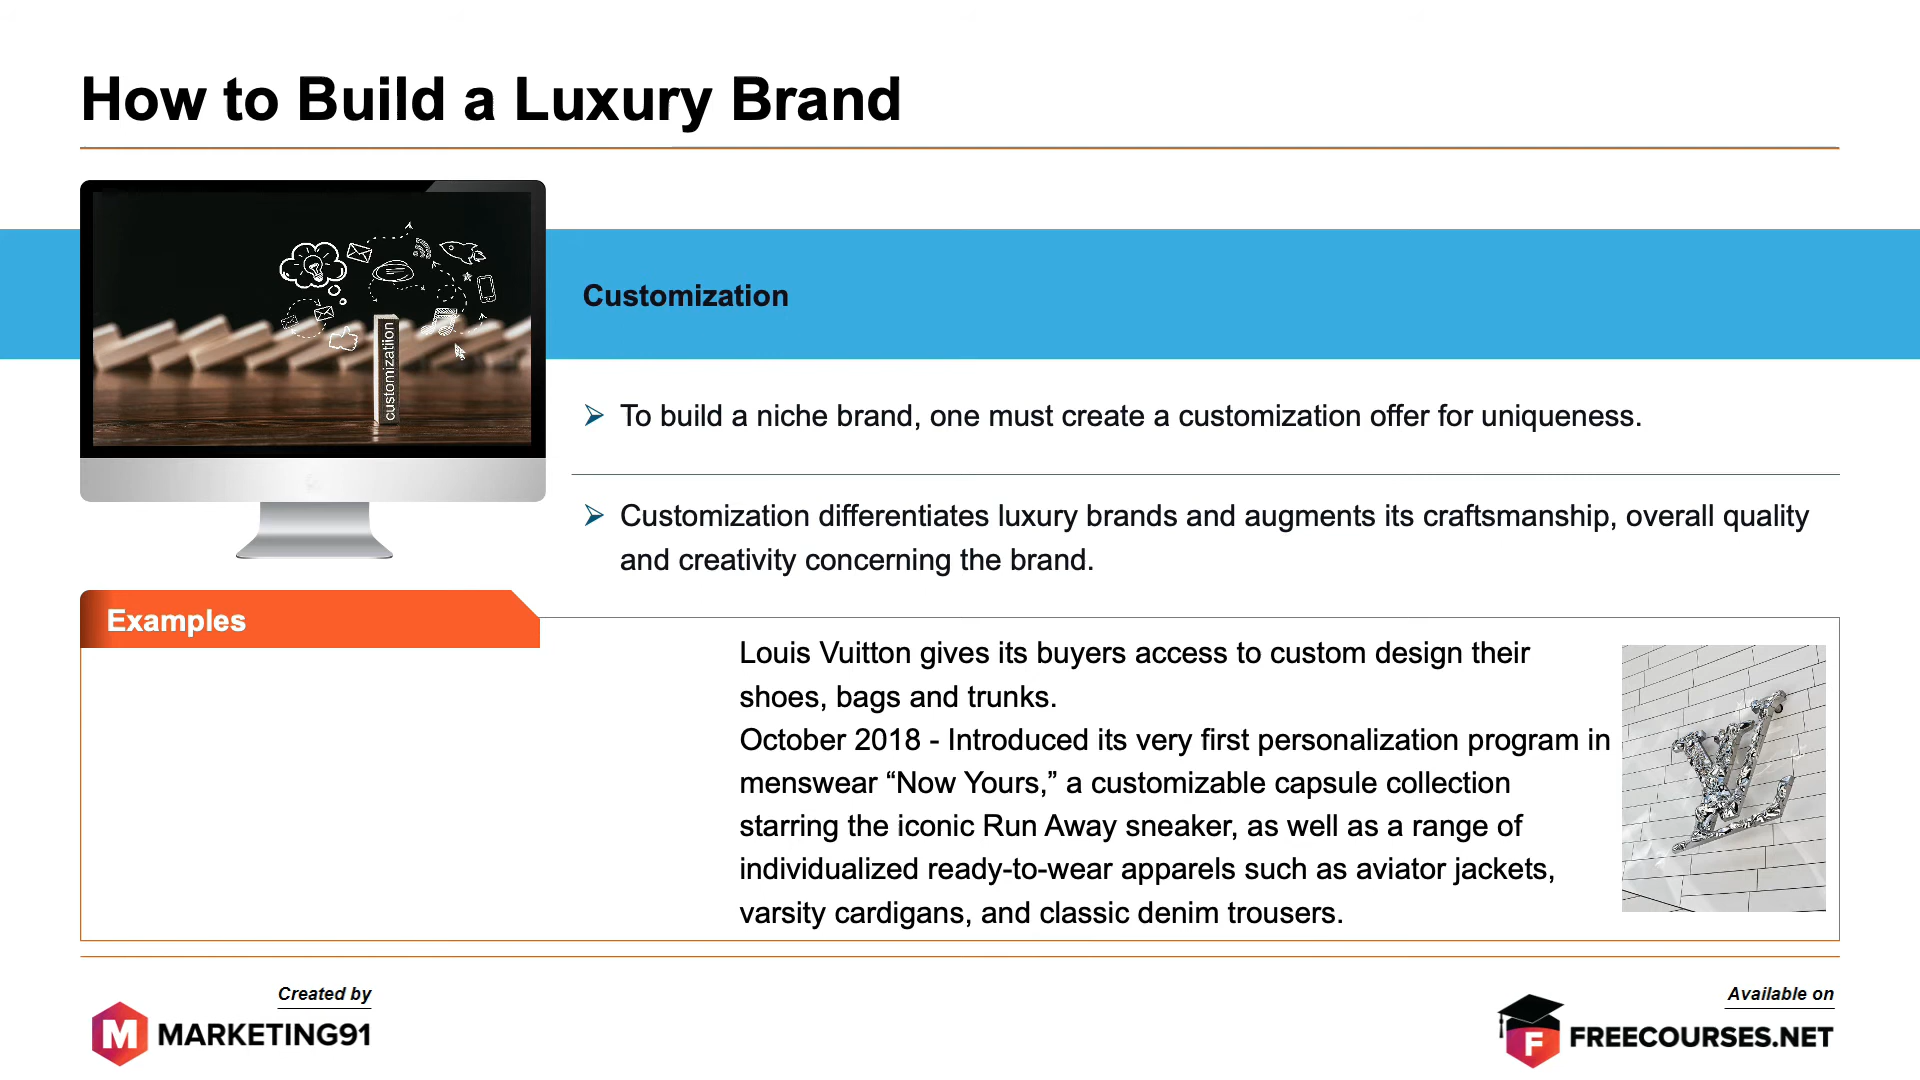 How to Build a Luxury Brand
customizatiion
Customization
To build a niche brand, one must create a customization offer for uniqueness.
Customization differentiates luxury brands and augments its craftsmanship, overall quality
and creativity concerning the brand.
Examples
Louis Vuitton gives its buyers access to custom design their
shoes, bags and trunks.
October 2018 - Introduced its very first personalization program in
menswear “Now Yours,” a customizable capsule collection
starring the iconic Run Away sneaker, as well as a range of
individualized ready-to-wear apparels such as aviator jackets,
varsity cardigans, and classic denim trousers.
LV
Created by
M MARKETING91
Available on
F FREECOURSES.NET